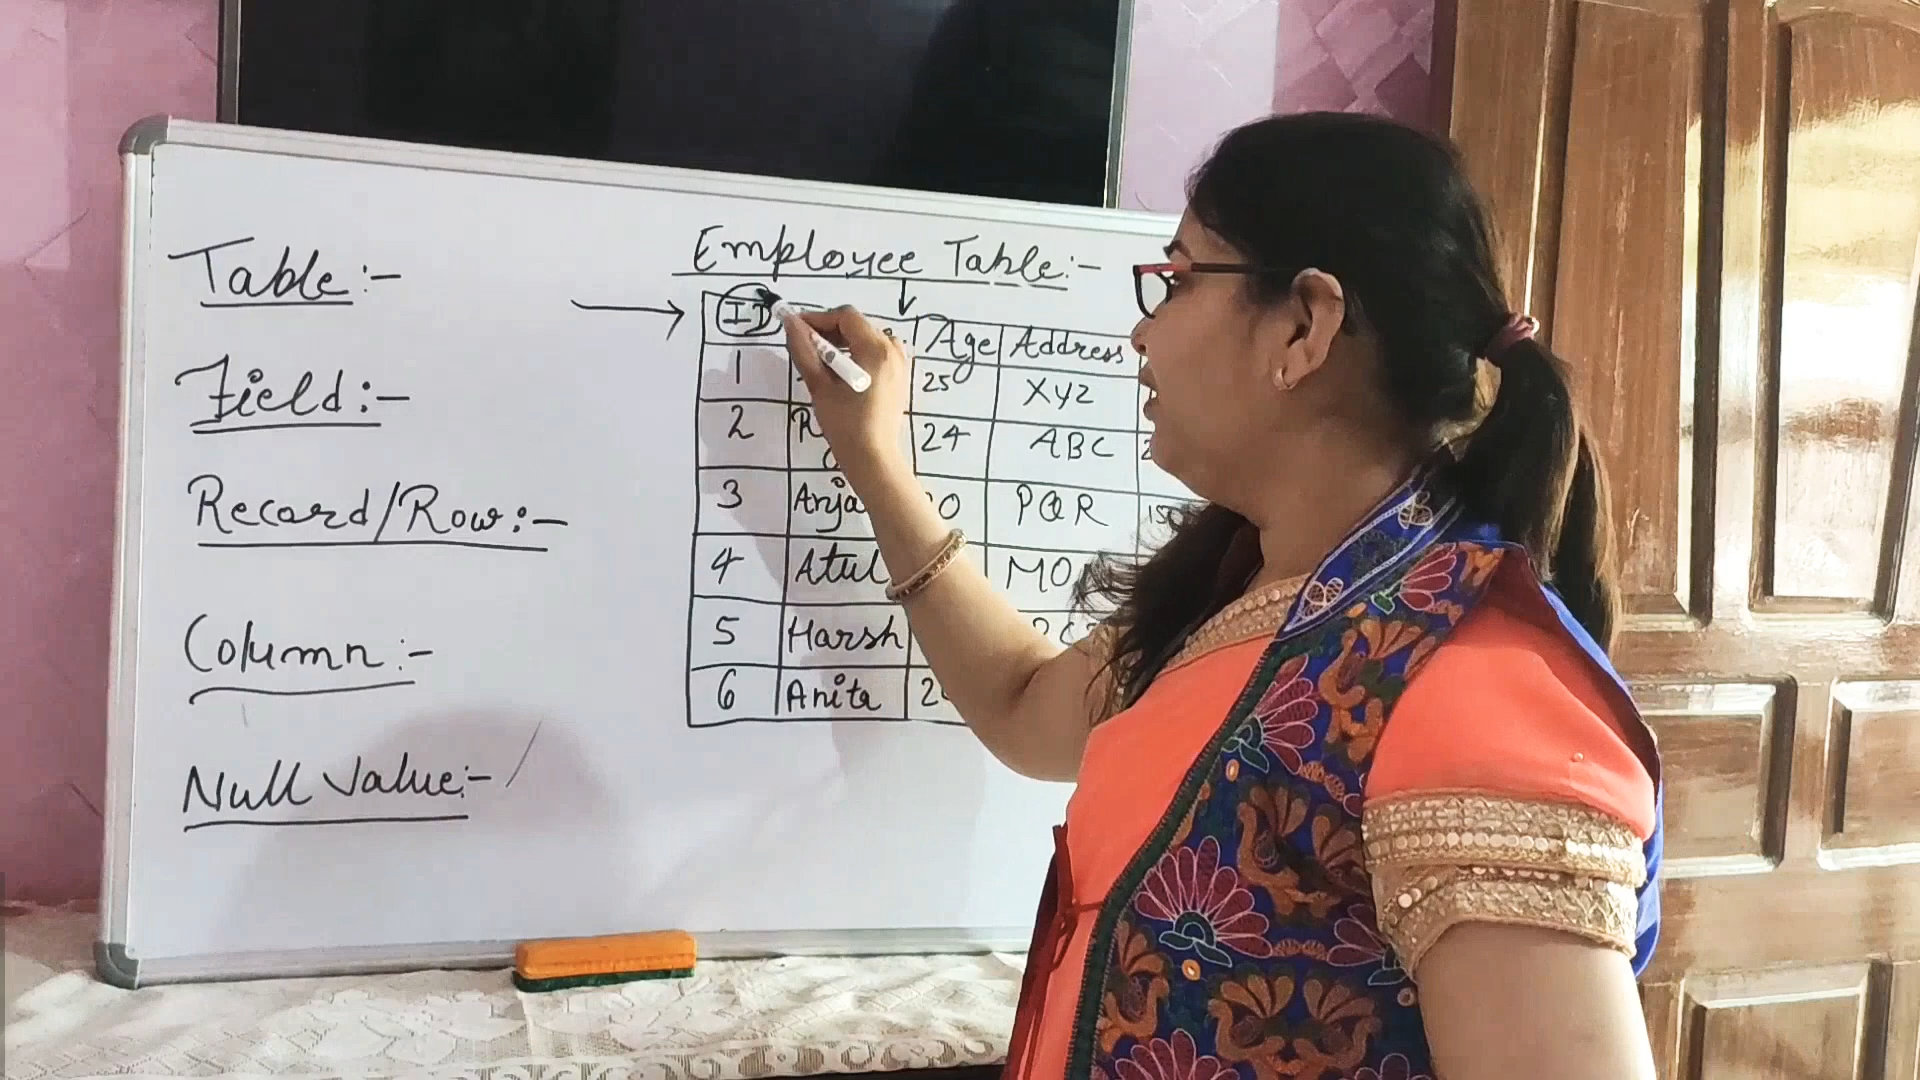 Table:-
Field:-
Record/Row:-
Column:-
Null Value:-
Employee Table:-
ID Age Address
1 25 XYZ
2 24 ABC
3 PQR
4 Atul
5 Harsh
6 Anita